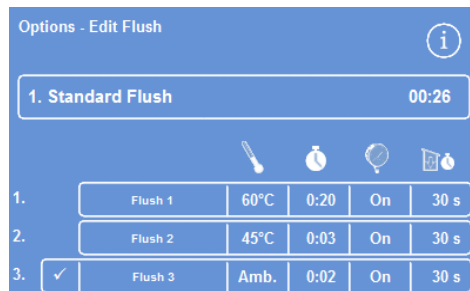 Options - Edit Flush
i
1. Standard Flush 00:26
1. Flush 1 60°C 0:20 On 30 s
2. Flush 2 45°C 0:03 On 30 s
3. ✓ Flush 3 Amb. 0:02 On 30 s